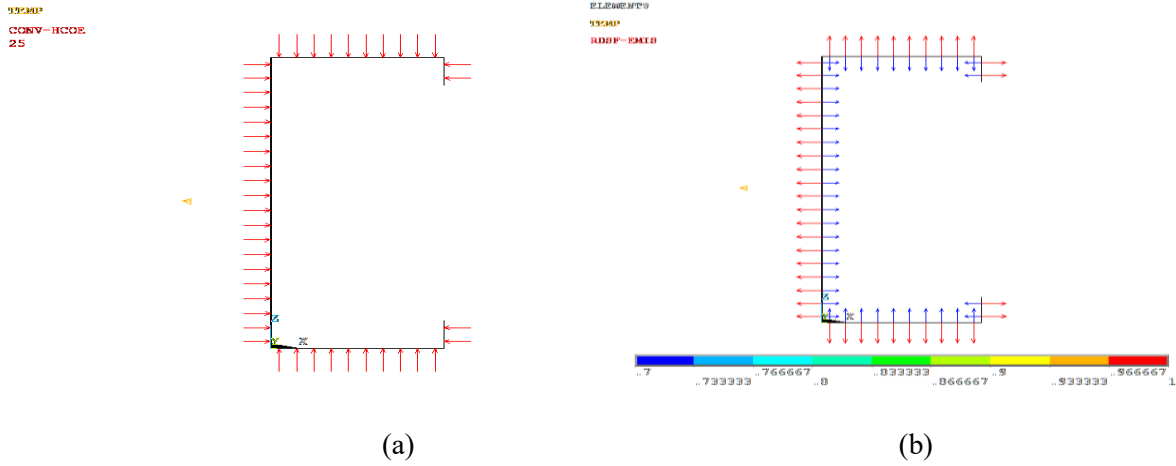 TEMP
CONV-HCOE
25
Z
Y X
(a)
ELEMENTS
TEMP
RDSF-EMIS
Z
Y X
.7 .766667 .833333 .9 .966667
.733333 .8 .866667 .933333 1
(b)